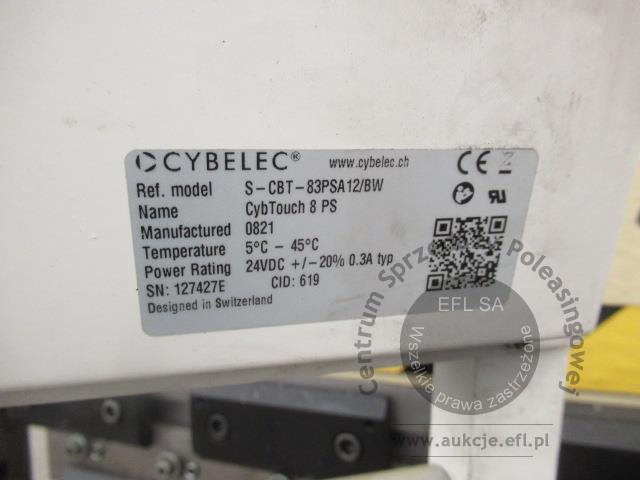 CYBELEC® www.cybelec.ch CE
Ref. model S-CBT-83PSA12/BW
Name CybTouch 8 PS
Manufactured 0821
Temperature 5°C - 45°C
Power Rating 24VDC +/-20% 0.3A typ
SN: 127427E CID: 619
Designed in Switzerland
Centrum Sprzedaży Poleasingowej
EFL SA
Wszelkie prawa zastrzeżone
www.aukcje.efl.pl